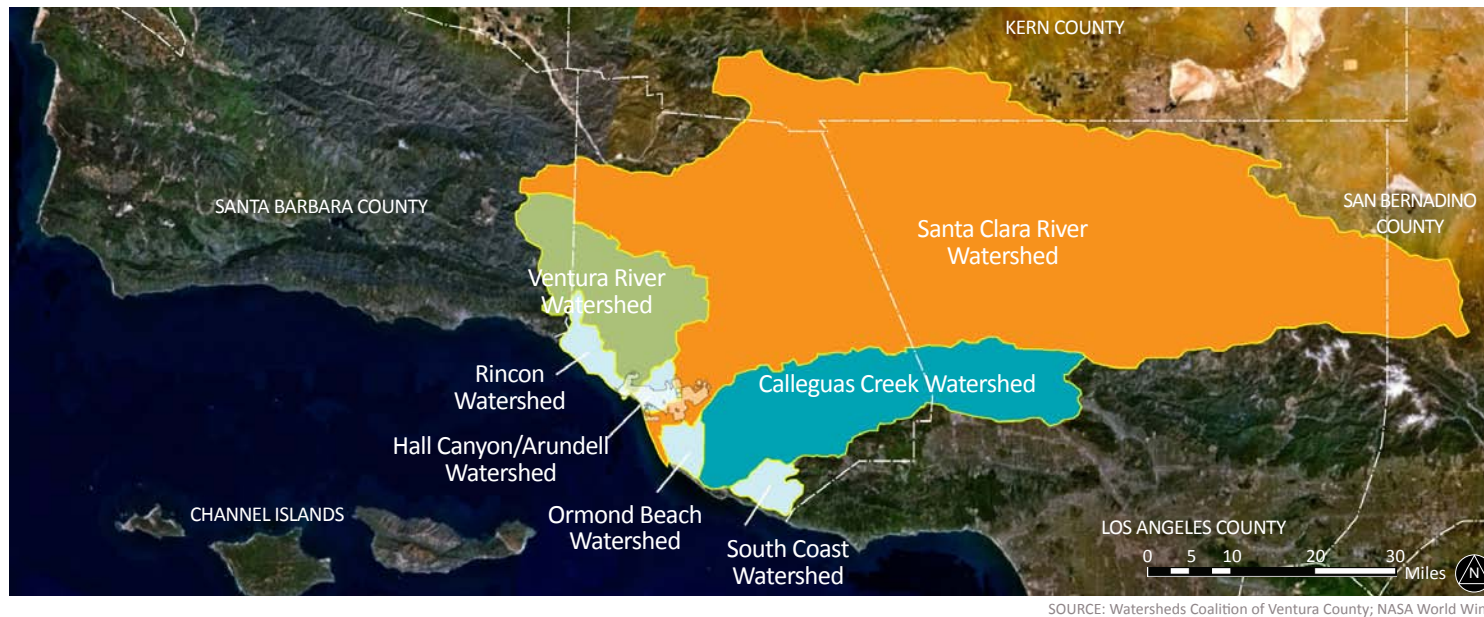 KERN COUNTY
SANTA BARBARA COUNTY
SAN BERNADINO
COUNTY
Santa Clara River
Watershed
Ventura River
Watershed
Rincon
Watershed
Calleguas Creek Watershed
Hall Canyon/Arundell
Watershed
CHANNEL ISLANDS
Ormond Beach
Watershed
South Coast
Watershed
LOS ANGELES COUNTY
0 5 10 20 30
Miles
N
SOURCE: Watersheds Coalition of Ventura County; NASA World Win